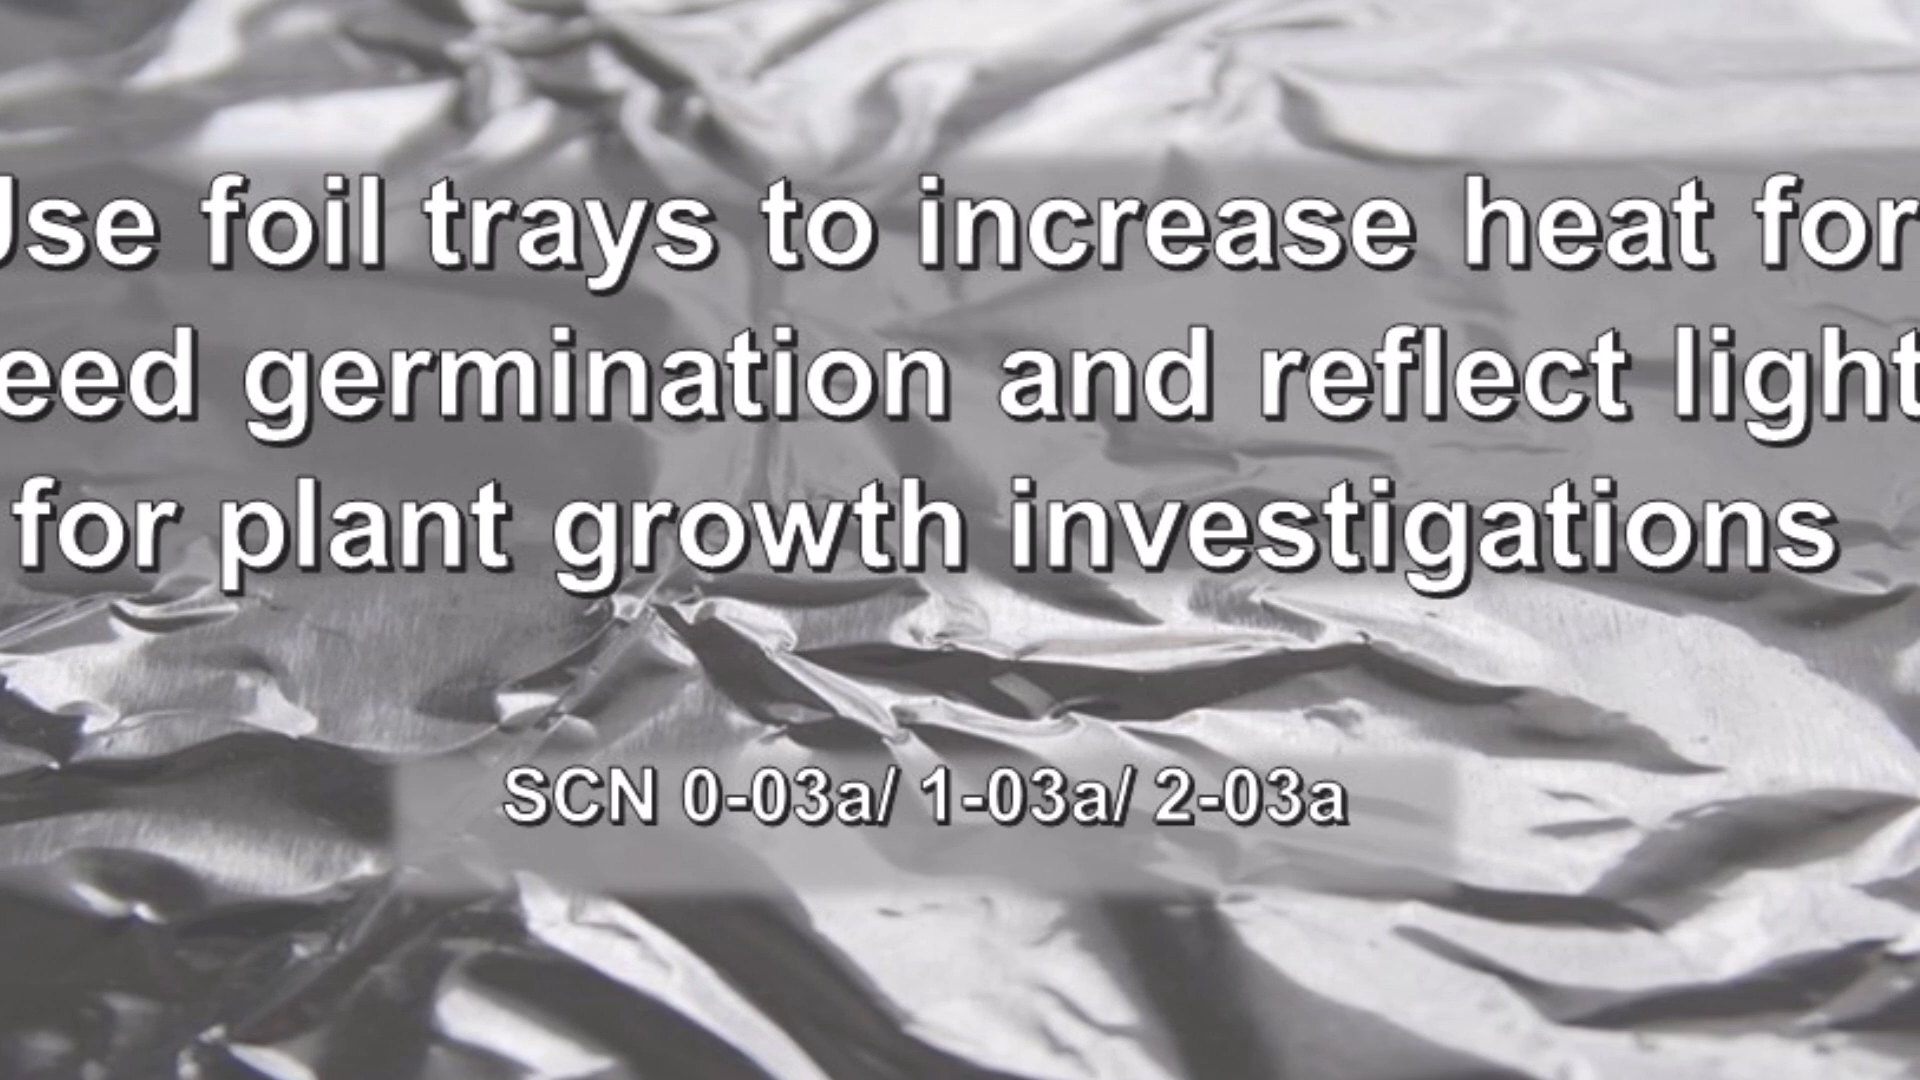 Use foil trays to increase heat for
eed germination and reflect light
for plant growth investigations
SCN 0-03a/ 1-03a/ 2-03a